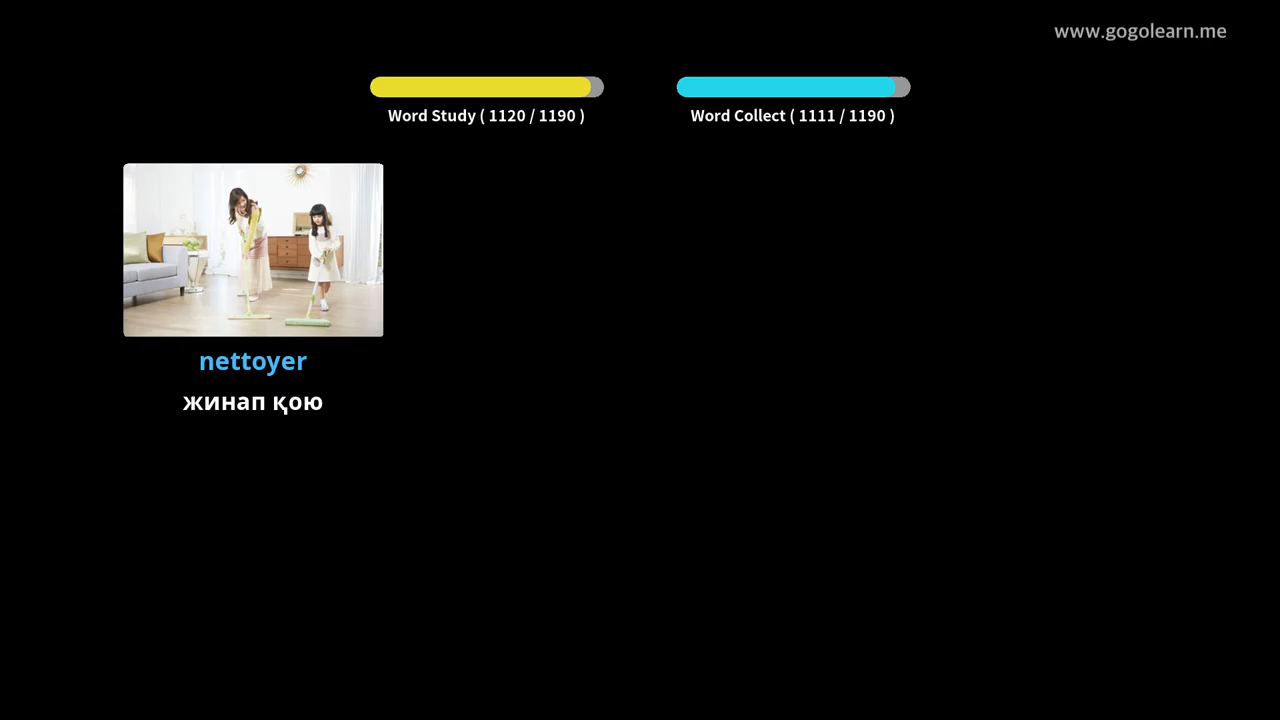 www.gogolearn.me
Word Study ( 1120 / 1190 )
Word Collect ( 1111 / 1190 )
nettoyer
жинап қою